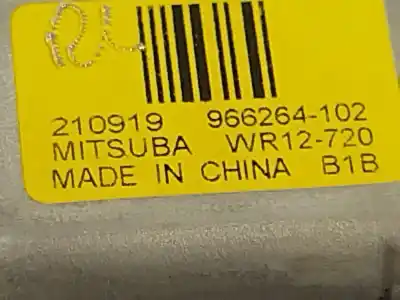 210919 966264-102
MITSUBA WR12-720
MADE IN CHINA B1B